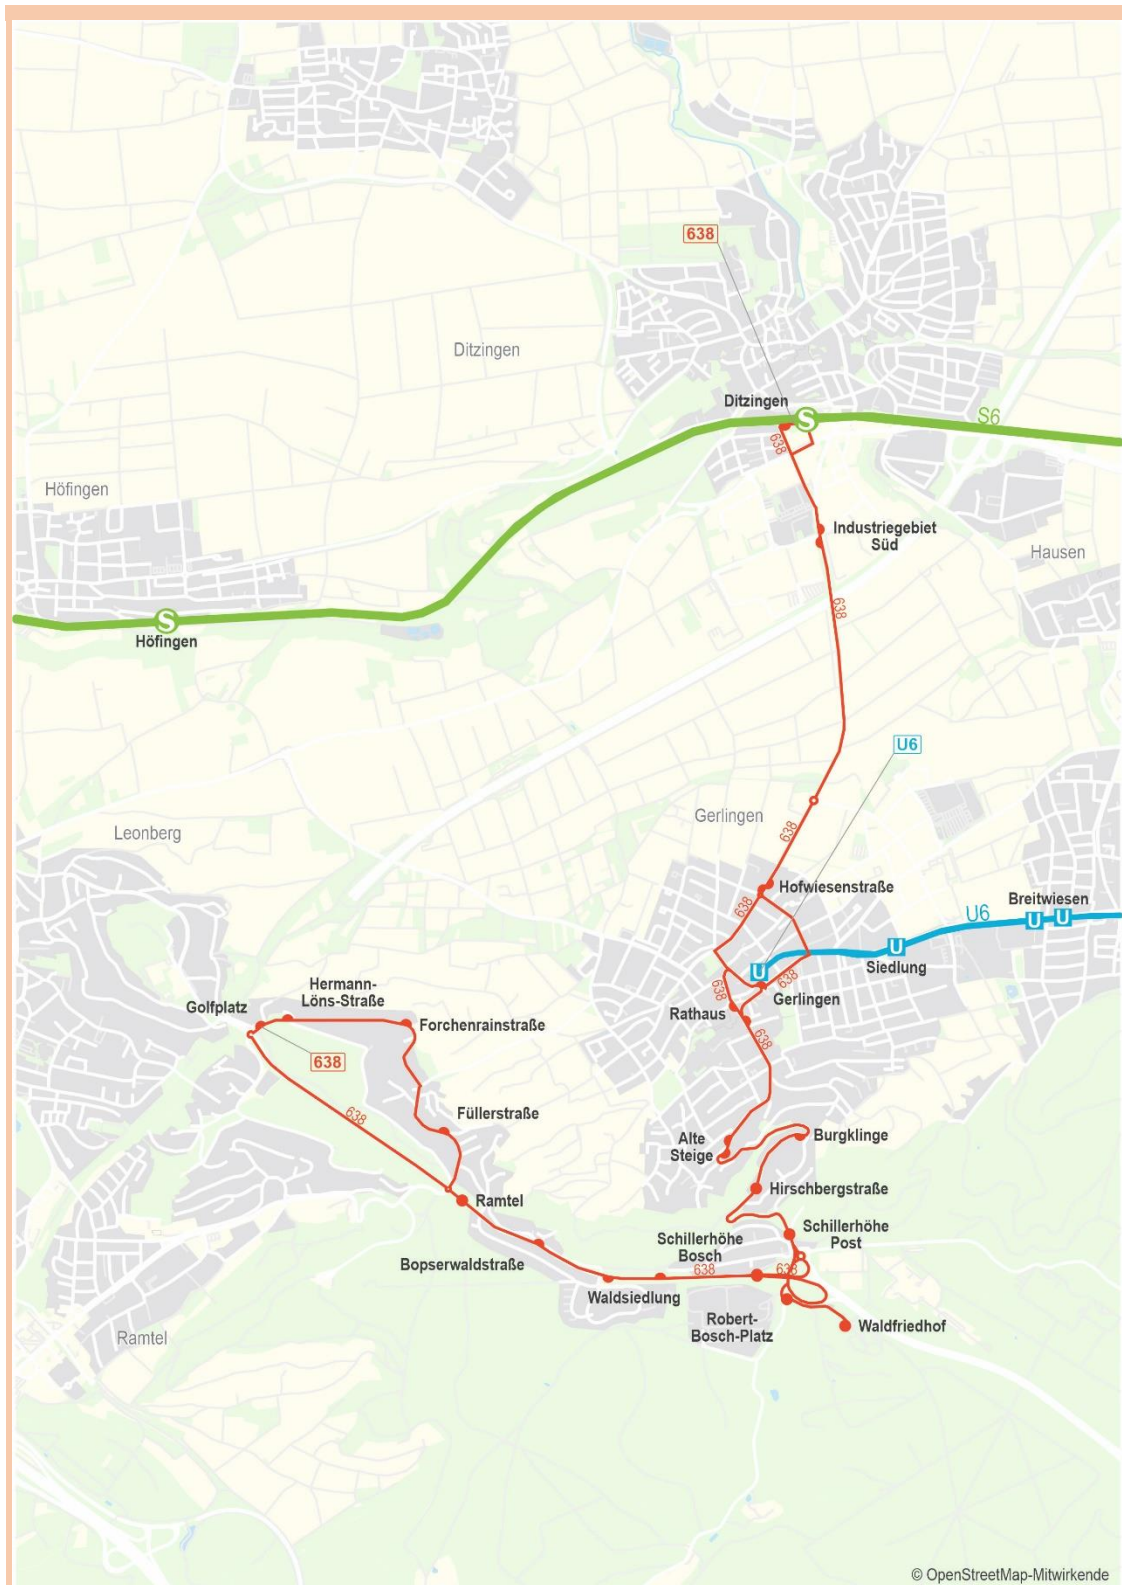 638
Ditzingen
Ditzingen
S
S6
638
Höfingen
Industriegebiet
Süd
Hausen
638
S
Höfingen
U6
Gerlingen
638
Leonberg
Hofwiesenstraße
Breitwiesen
638
U6
U
U
U
Siedlung
U
638
638
Gerlingen
Rathaus
638
Hermann-
Löns-Straße
Golfplatz
Forchenrainstraße
638
638
Füllerstraße
Alte
Steige
Burgklinge
Hirschbergstraße
Ramtel
Schillerhöhe
Post
Schillerhöhe
Bosch
Bopserwaldstraße
638
638
Waldsiedlung
Robert-
Bosch-Platz
Waldfriedhof
Ramtel
© OpenStreetMap-Mitwirkende